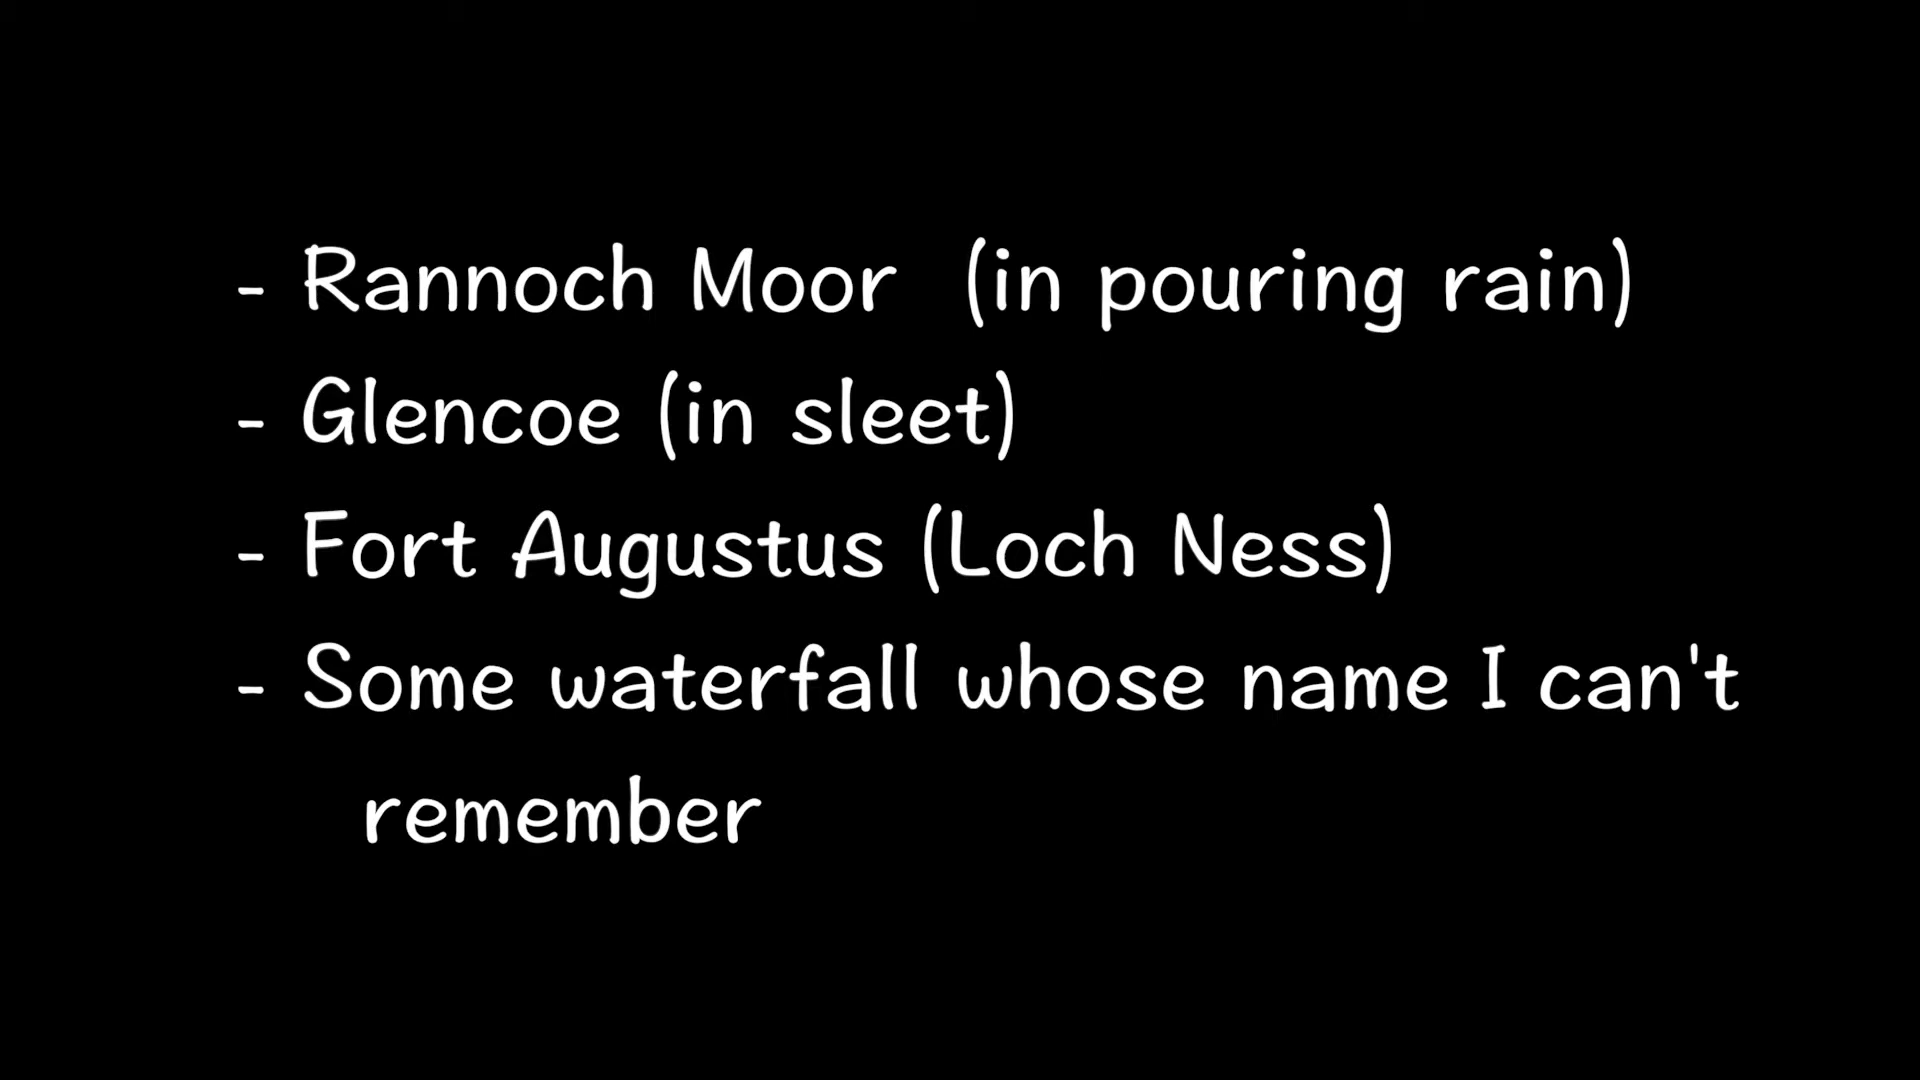 - Rannoch Moor  (in pouring rain)
- Glencoe (in sleet)
- Fort Augustus (Loch Ness)
- Some waterfall whose name I can't
remember